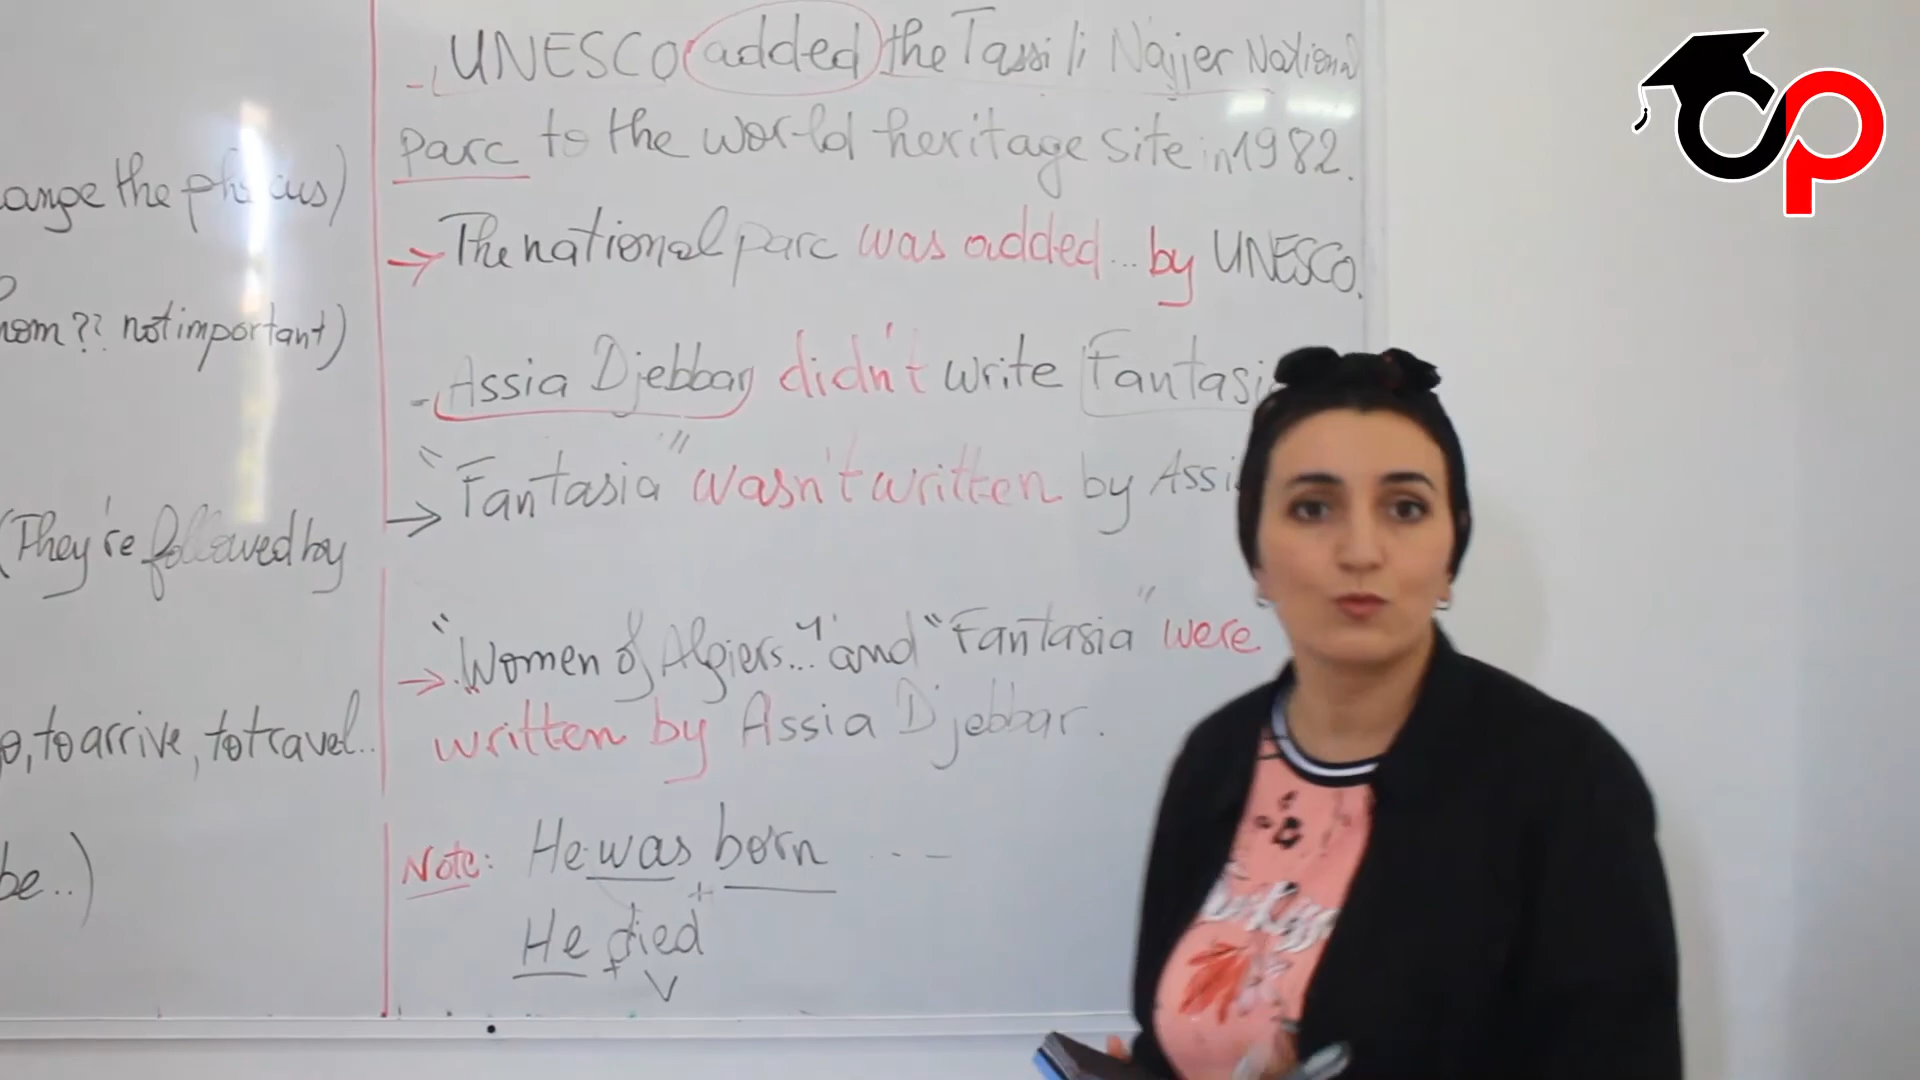 ange the phocus)
hom?? not important)
(They're followed by
o, to arrive, to travel..
be..)
- UNESCO added the Tassili Najjer National
Parc to the world heritage site in 1982.
→ The national parc was added... by UNESCO.
- Assia Djebbar didn't write Fantasi
→ "Fantasia" wasn't written by Assi
→ "Women of Algiers..." and "Fantasia" were
written by Assia Djebbar.
Note: He was born ---
+
He died
+ V